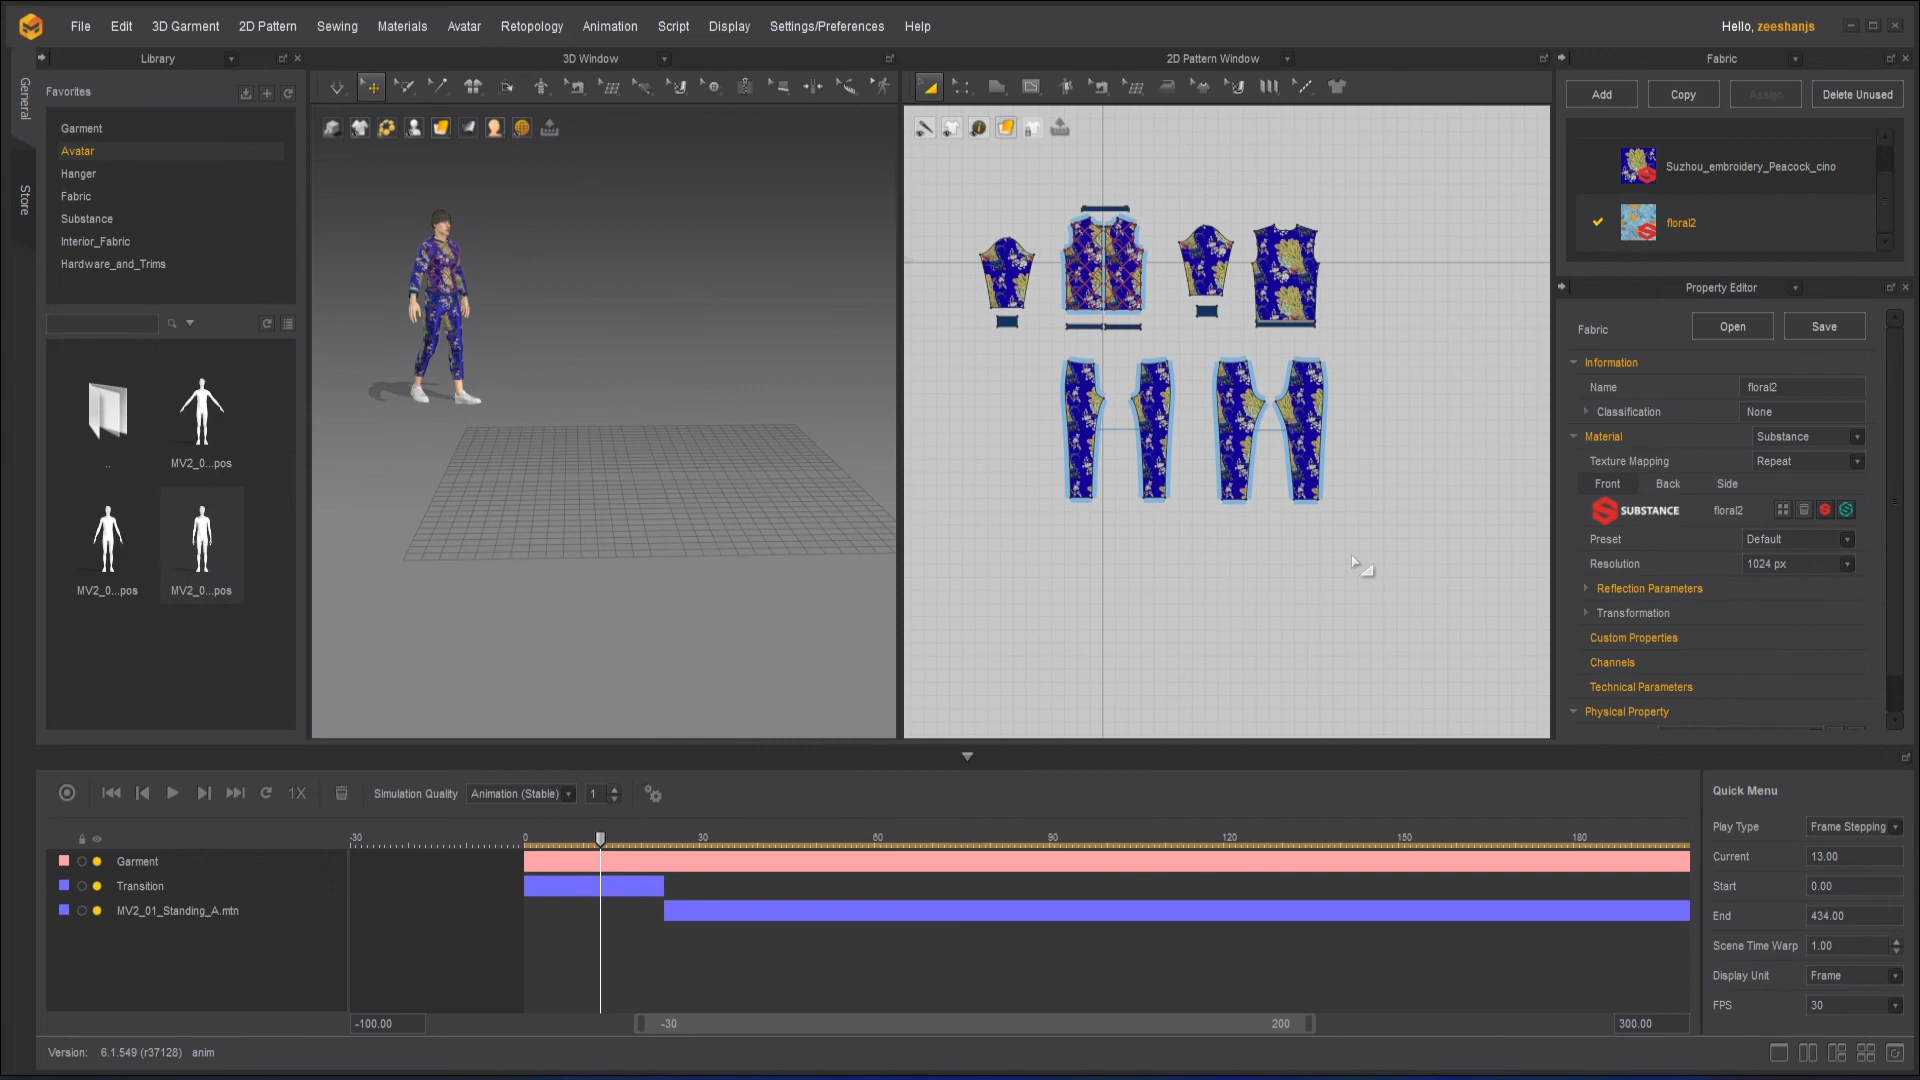 File Edit 3D Garment 2D Pattern Sewing Materials Avatar Retopology Animation Script Display Settings/Preferences Help
Hello, zeeshanjs
Library
3D Window
2D Pattern Window
Fabric
General
Store
Favorites
Garment
Avatar
Hanger
Fabric
Substance
Interior_Fabric
Hardware_and_Trims
..
MV2_0...pos
MV2_0...pos
MV2_0...pos
Add Copy Assign Delete Unused
Suzhou_embroidery_Peacock_cino
floral2
Property Editor
Fabric Open Save
Information
Name floral2
Classification None
Material Substance
Texture Mapping Repeat
Front Back Side
SUBSTANCE floral2
Preset Default
Resolution 1024 px
Reflection Parameters
Transformation
Custom Properties
Channels
Technical Parameters
Physical Property
1X Simulation Quality Animation (Stable) 1
-30 0 30 60 90 120 150 180
Garment
Transition
MV2_01_Standing_A.mtn
-100.00 -30 200 300.00
Quick Menu
Play Type Frame Stepping
Current 13.00
Start 0.00
End 434.00
Scene Time Warp 1.00
Display Unit Frame
FPS 30
Version: 6.1.549 (r37128) anim